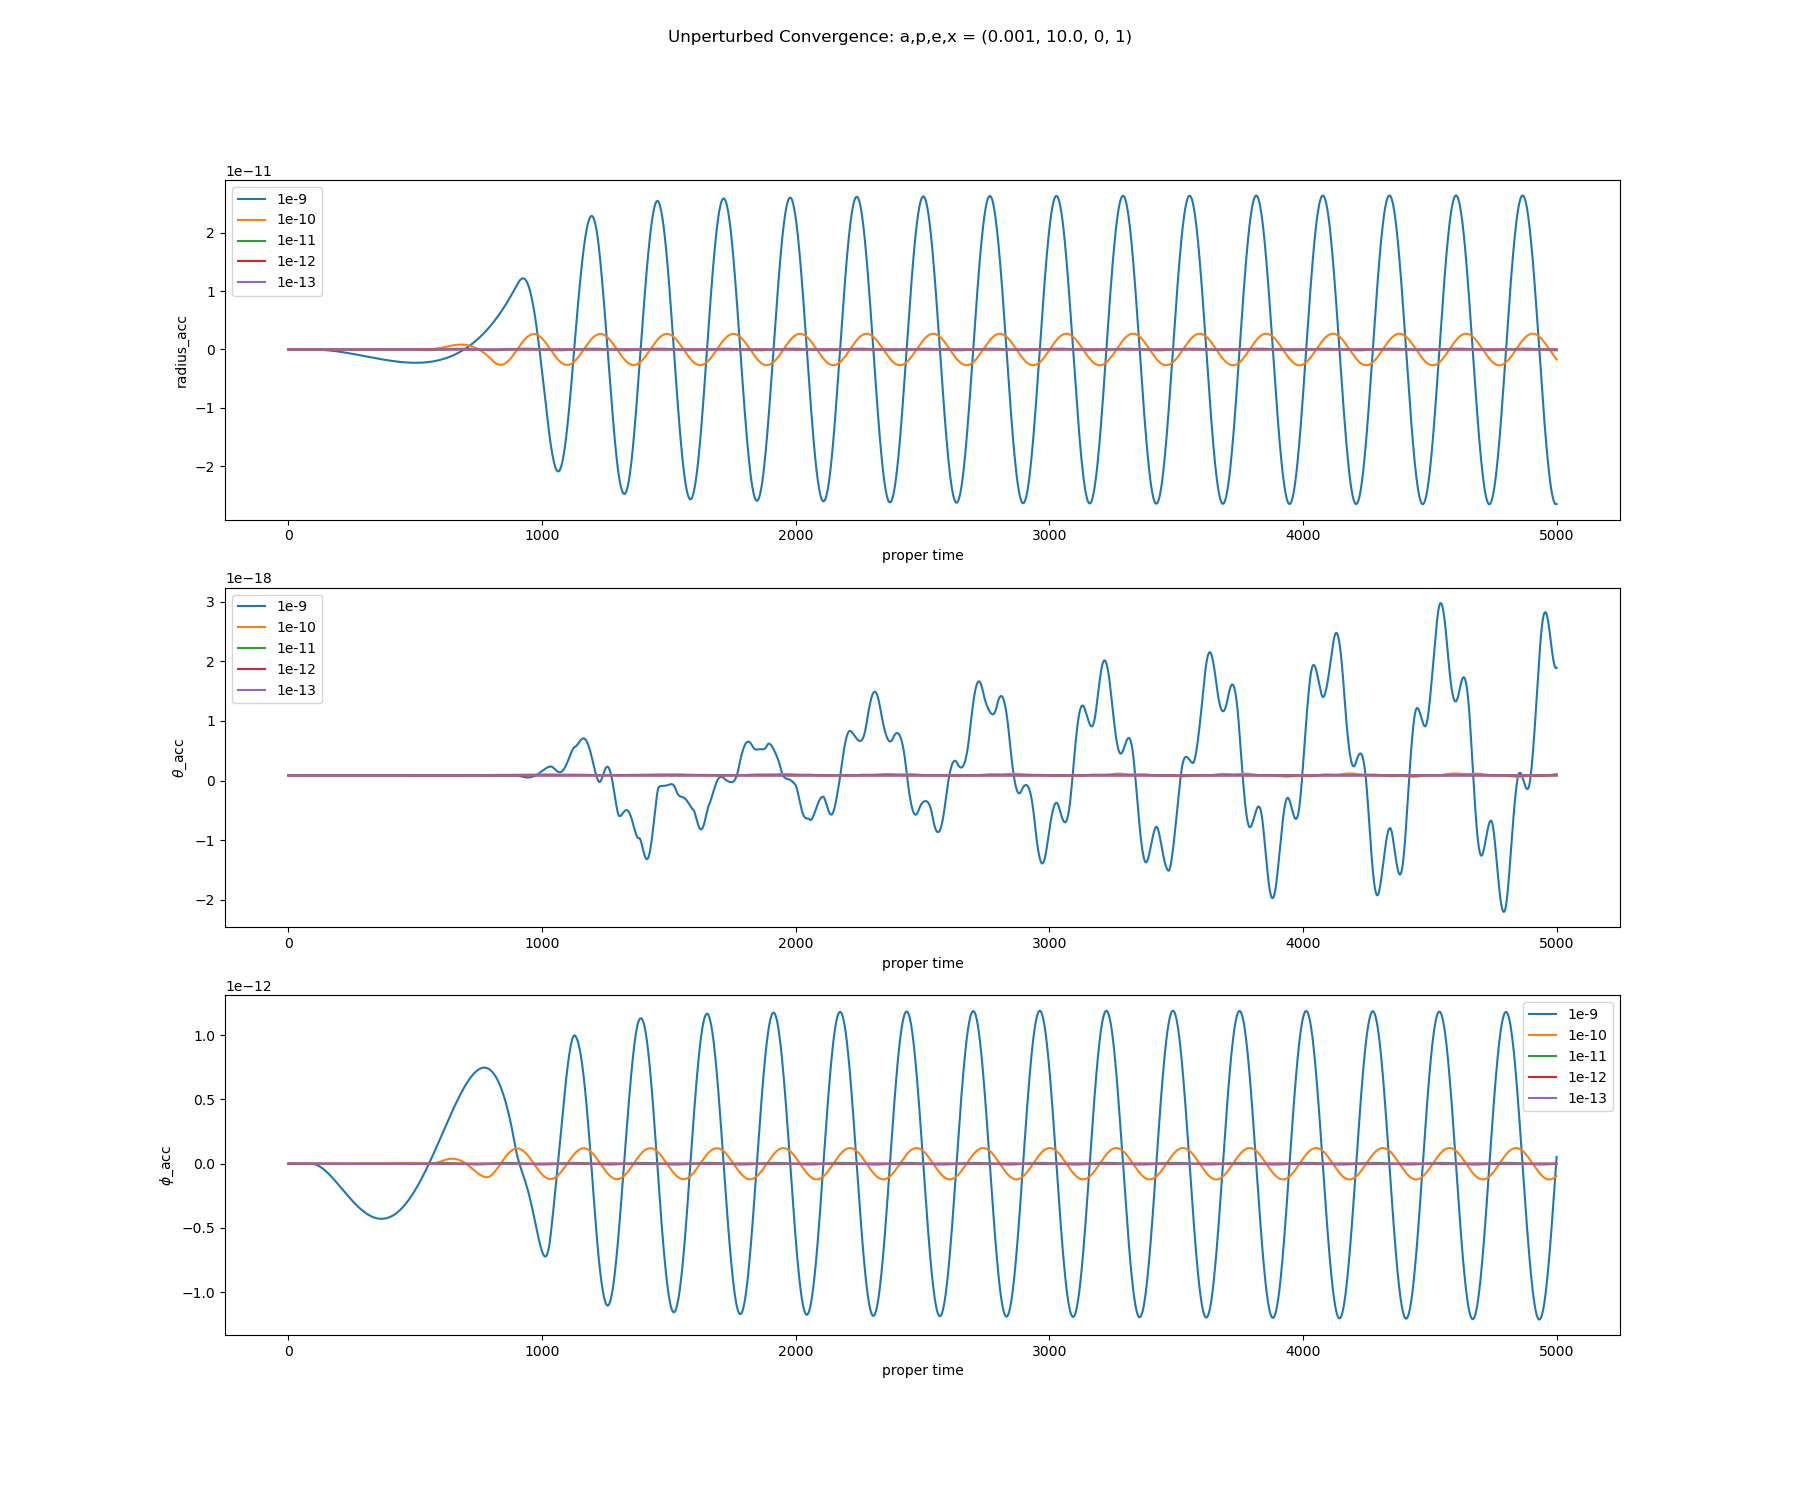 Unperturbed Convergence: a,p,e,x = (0.001, 10.0, 0, 1)
1e−11
1e-9
1e-10
1e-11
1e-12
1e-13
2
1
0
−1
−2
radius_acc
0 1000 2000 3000 4000 5000
proper time
1e−18
1e-9
1e-10
1e-11
1e-12
1e-13
3
2
1
0
−1
−2
θ_acc
0 1000 2000 3000 4000 5000
proper time
1e−12
1e-9
1e-10
1e-11
1e-12
1e-13
1.0
0.5
0.0
−0.5
−1.0
ϕ_acc
0 1000 2000 3000 4000 5000
proper time